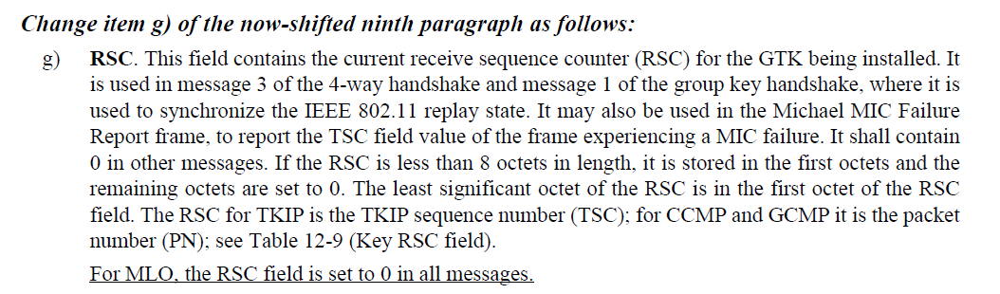 Change item g) of the now-shifted ninth paragraph as follows:
g) RSC. This field contains the current receive sequence counter (RSC) for the GTK being installed. It
is used in message 3 of the 4-way handshake and message 1 of the group key handshake, where it is
used to synchronize the IEEE 802.11 replay state. It may also be used in the Michael MIC Failure
Report frame, to report the TSC field value of the frame experiencing a MIC failure. It shall contain
0 in other messages. If the RSC is less than 8 octets in length, it is stored in the first octets and the
remaining octets are set to 0. The least significant octet of the RSC is in the first octet of the RSC
field. The RSC for TKIP is the TKIP sequence number (TSC); for CCMP and GCMP it is the packet
number (PN); see Table 12-9 (Key RSC field).
For MLO, the RSC field is set to 0 in all messages.